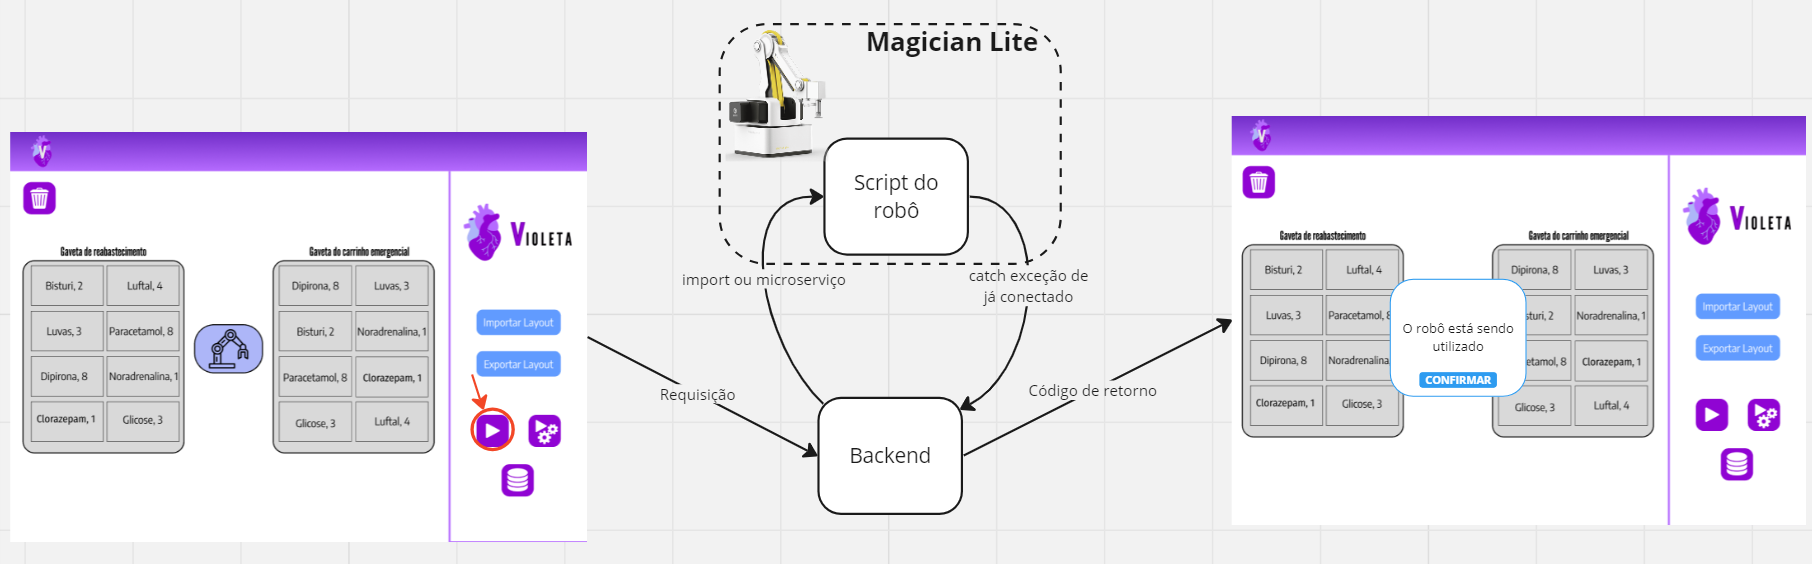 Magician Lite
Script do
robô
import ou microserviço
catch exceção de
já conectado
Requisição
Código de retorno
Backend
V
Gaveta de reabastecimento
Bisturi, 2
Luftal, 4
Luvas, 3
Paracetamol, 8
Dipirona, 8
Noradrenalina, 1
Clorazepam, 1
Glicose, 3
Gaveta do carrinho emergencial
Dipirona, 8
Luvas, 3
Bisturi, 2
Noradrenalina, 1
Paracetamol, 8
Clorazepam, 1
Glicose, 3
Luftal, 4
VIOLETA
Importar Layout
Exportar Layout
V
Gaveta de reabastecimento
Bisturi, 2
Luftal, 4
Luvas, 3
Paracetamol, 8
Dipirona, 8
Noradrenalina,
Clorazepam, 1
Glicose, 3
Gaveta do carrinho emergencial
Dipirona, 8
Luvas, 3
sturi, 2
Noradrenalina, 1
etamol, 8
Clorazepam, 1
Glicose, 3
Luftal, 4
O robô está sendo
utilizado
CONFIRMAR
VIOLETA
Importar Layout
Exportar Layout